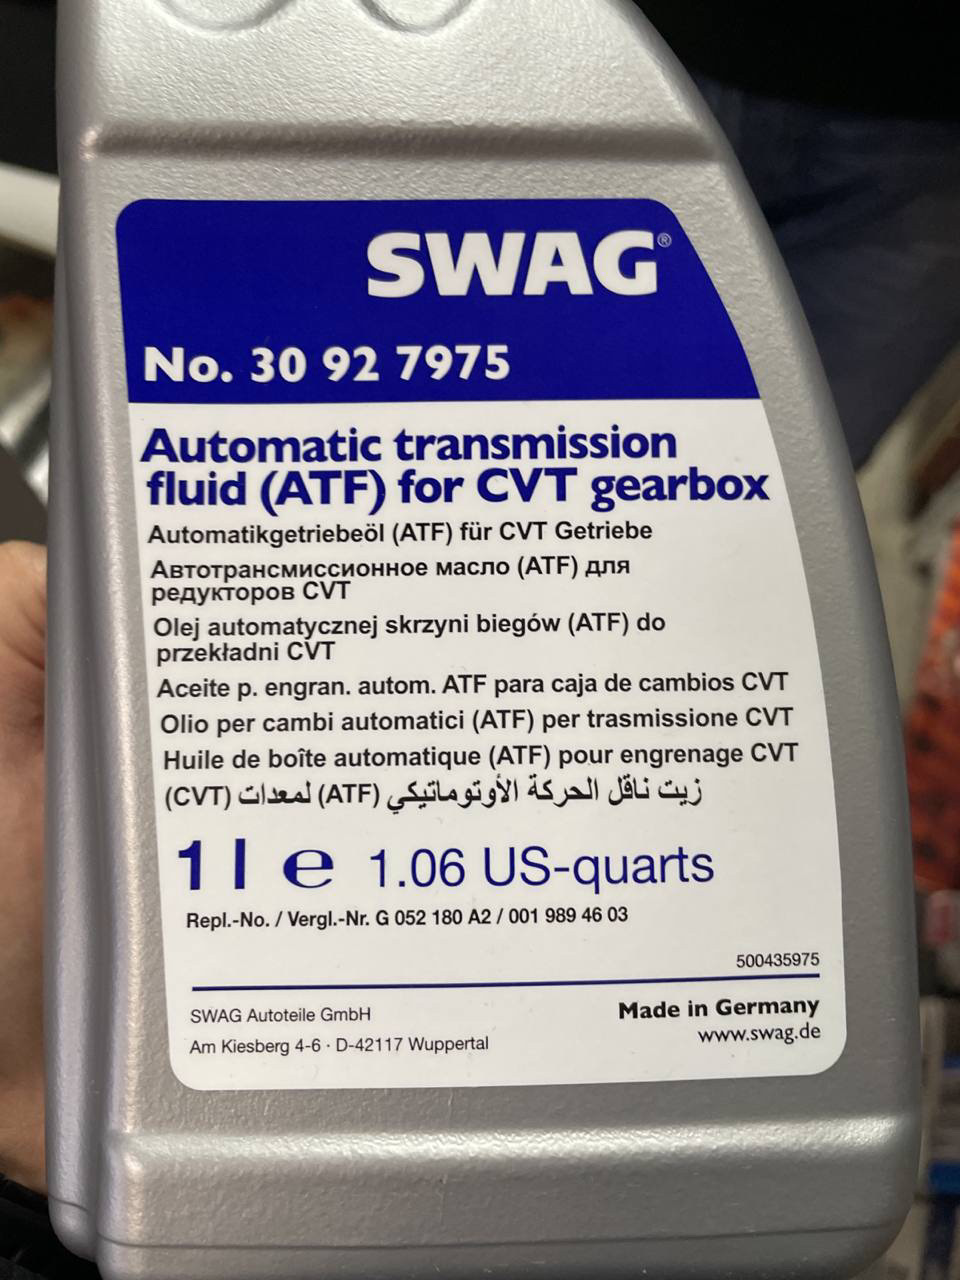 SWAG®
No. 30 92 7975
Automatic transmission
fluid (ATF) for CVT gearbox
Automatikgetriebeöl (ATF) für CVT Getriebe
Автотрансмиссионное масло (ATF) для
редукторов CVT
Olej automatycznej skrzyni biegów (ATF) do
przekładni CVT
Aceite p. engran. autom. ATF para caja de cambios CVT
Olio per cambi automatici (ATF) per trasmissione CVT
Huile de boîte automatique (ATF) pour engrenage CVT
زيت ناقل الحركة الأوتوماتيكي (ATF) لمعدات (CVT)
1 l e 1.06 US-quarts
Repl.-No. / Vergl.-Nr. G 052 180 A2 / 001 989 46 03
500435975
SWAG Autoteile GmbH
Am Kiesberg 4-6 · D-42117 Wuppertal
Made in Germany
www.swag.de